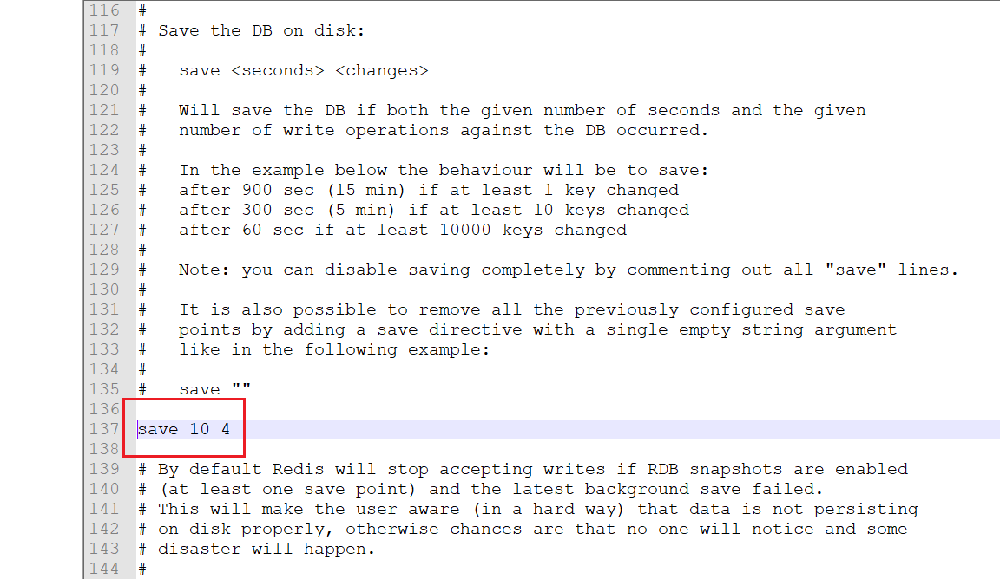 116 #
117 # Save the DB on disk:
118 #
119 #   save <seconds> <changes>
120 #
121 #   Will save the DB if both the given number of seconds and the given
122 #   number of write operations against the DB occurred.
123 #
124 #   In the example below the behaviour will be to save:
125 #   after 900 sec (15 min) if at least 1 key changed
126 #   after 300 sec (5 min) if at least 10 keys changed
127 #   after 60 sec if at least 10000 keys changed
128 #
129 #   Note: you can disable saving completely by commenting out all "save" lines.
130 #
131 #   It is also possible to remove all the previously configured save
132 #   points by adding a save directive with a single empty string argument
133 #   like in the following example:
134 #
135 #   save ""
136
137 save 10 4
138
139 # By default Redis will stop accepting writes if RDB snapshots are enabled
140 # (at least one save point) and the latest background save failed.
141 # This will make the user aware (in a hard way) that data is not persisting
142 # on disk properly, otherwise chances are that no one will notice and some
143 # disaster will happen.
144 #